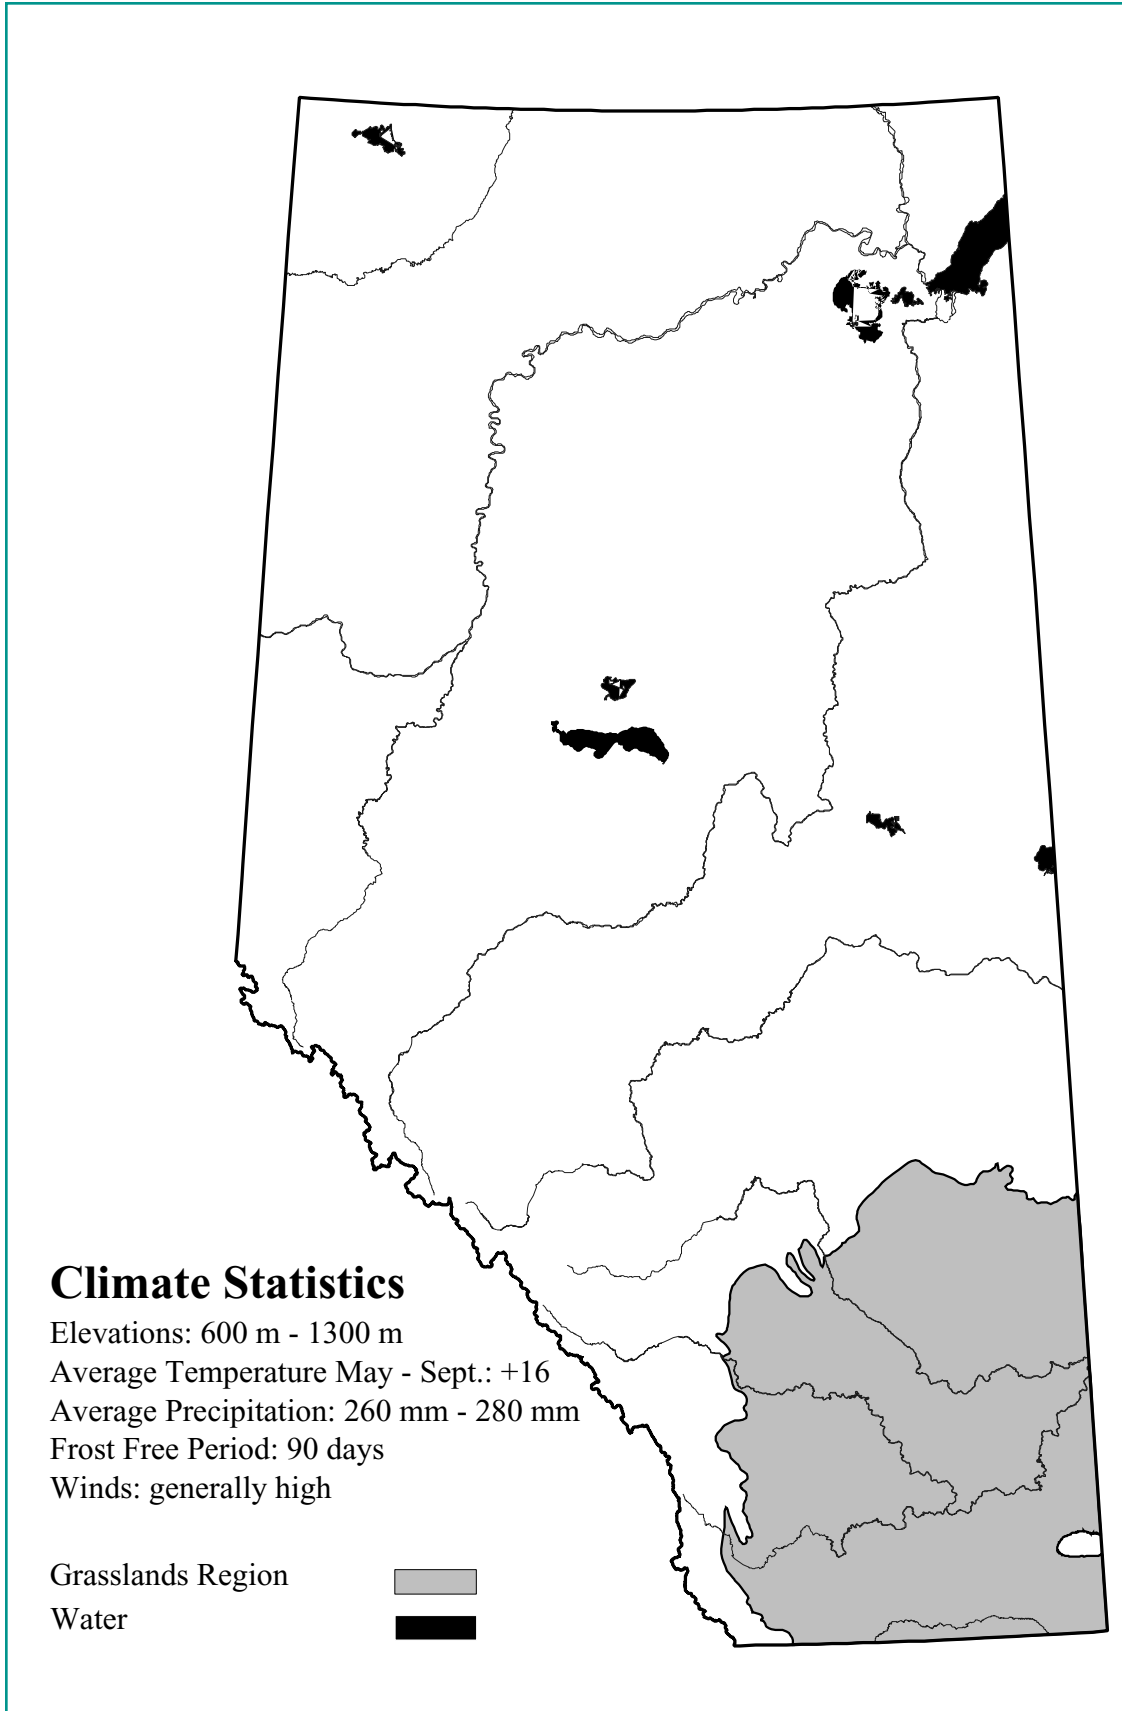 Climate Statistics
Elevations: 600 m - 1300 m
Average Temperature May - Sept.: +16
Average Precipitation: 260 mm - 280 mm
Frost Free Period: 90 days
Winds: generally high
Grasslands Region
Water